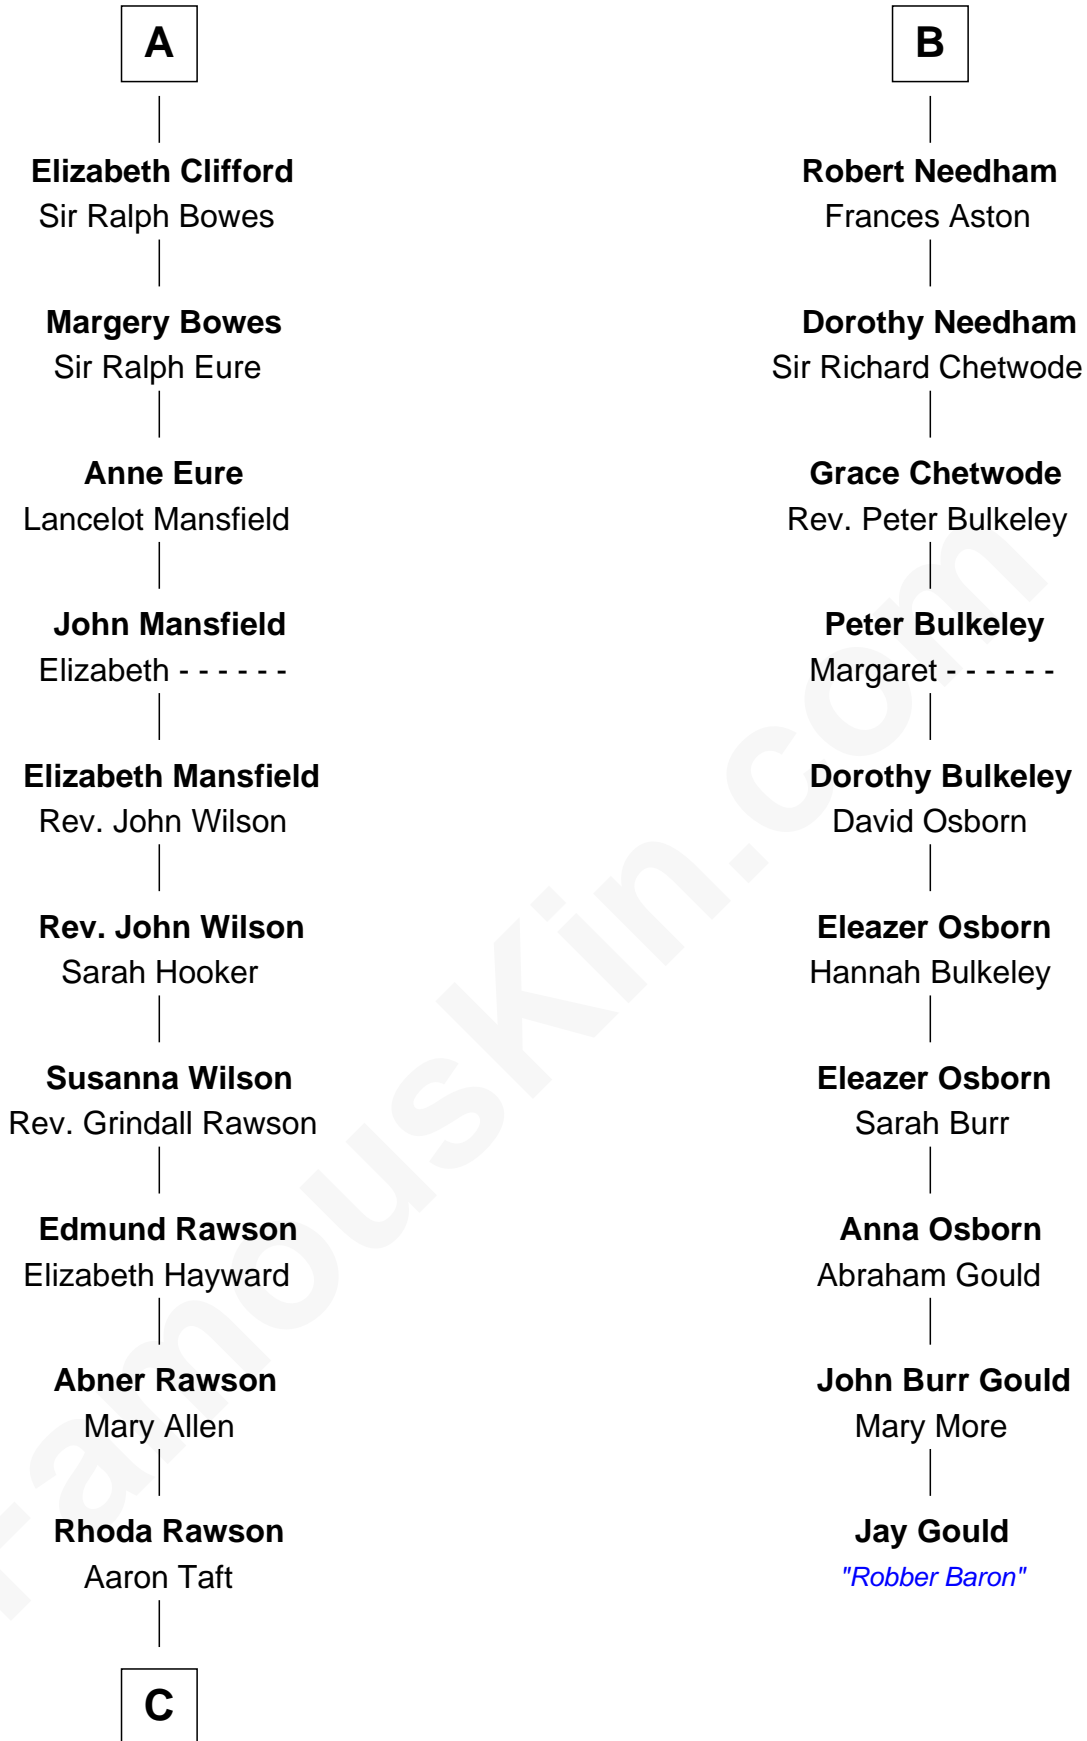 A
Elizabeth Clifford
Sir Ralph Bowes
Margery Bowes
Sir Ralph Eure
Anne Eure
Lancelot Mansfield
John Mansfield
Elizabeth - - - - - -
Elizabeth Mansfield
Rev. John Wilson
Rev. John Wilson
Sarah Hooker
Susanna Wilson
Rev. Grindall Rawson
Edmund Rawson
Elizabeth Hayward
Abner Rawson
Mary Allen
Rhoda Rawson
Aaron Taft
C
B
Robert Needham
Frances Aston
Dorothy Needham
Sir Richard Chetwode
Grace Chetwode
Rev. Peter Bulkeley
Peter Bulkeley
Margaret - - - - - -
Dorothy Bulkeley
David Osborn
Eleazer Osborn
Hannah Bulkeley
Eleazer Osborn
Sarah Burr
Anna Osborn
Abraham Gould
John Burr Gould
Mary More
Jay Gould
"Robber Baron"
FamousKin.com